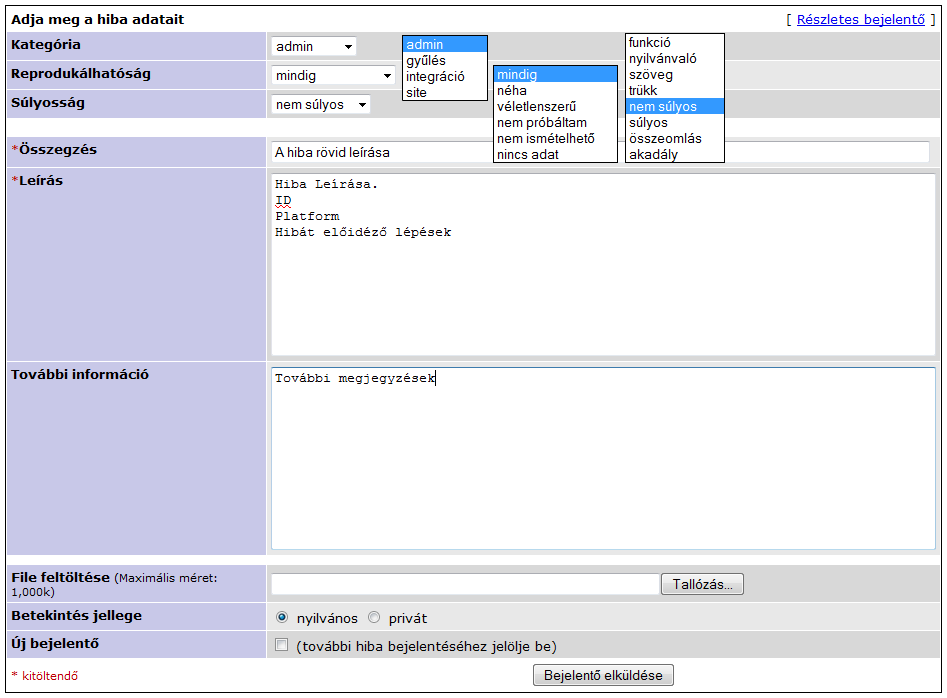 Adja meg a hiba adatait
[ Részletes bejelentő ]
Kategória
admin
Reprodukálhatóság
mindig
Súlyosság
nem súlyos
admin
gyűlés
integráció
site
mindig
néha
véletlenszerű
nem próbáltam
nem ismételhető
nincs adat
funkció
nyilvánvaló
szöveg
trükk
nem súlyos
súlyos
összeomlás
akadály
*Összegzés
A hiba rövid leírása
*Leírás
Hiba Leírása.
ID
Platform
Hibát előidéző lépések
További információ
További megjegyzések
File feltöltése (Maximális méret:
1,000k)
Tallózás...
Betekintés jellege
nyilvános privát
Új bejelentő
(további hiba bejelentéséhez jelölje be)
* kitöltendő
Bejelentő elküldése